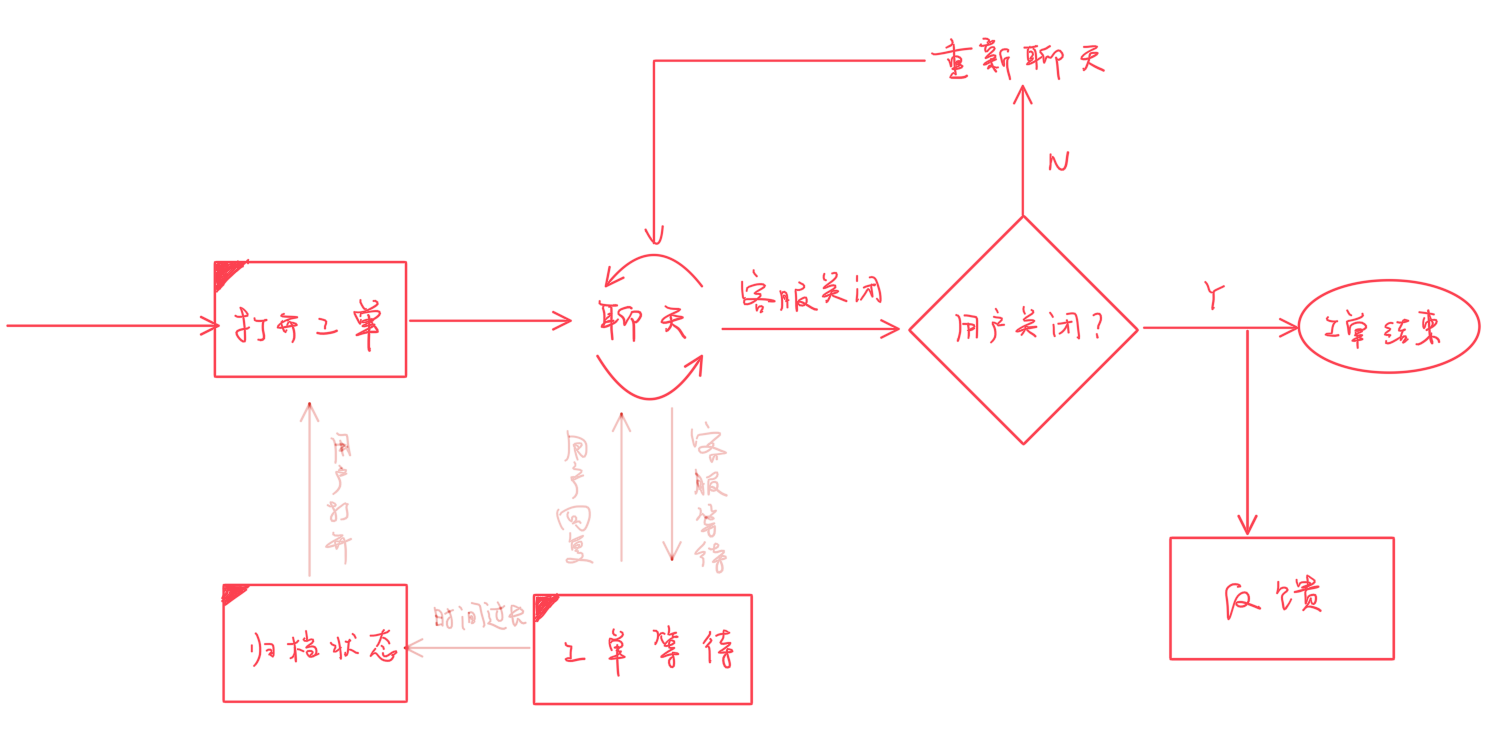 重新聊天
N
客服关闭
Y
打开工单
聊天
用户关闭?
工单结束
用户打开
用户回复
客服等待
时间过长
归档状态
工单等待
反馈